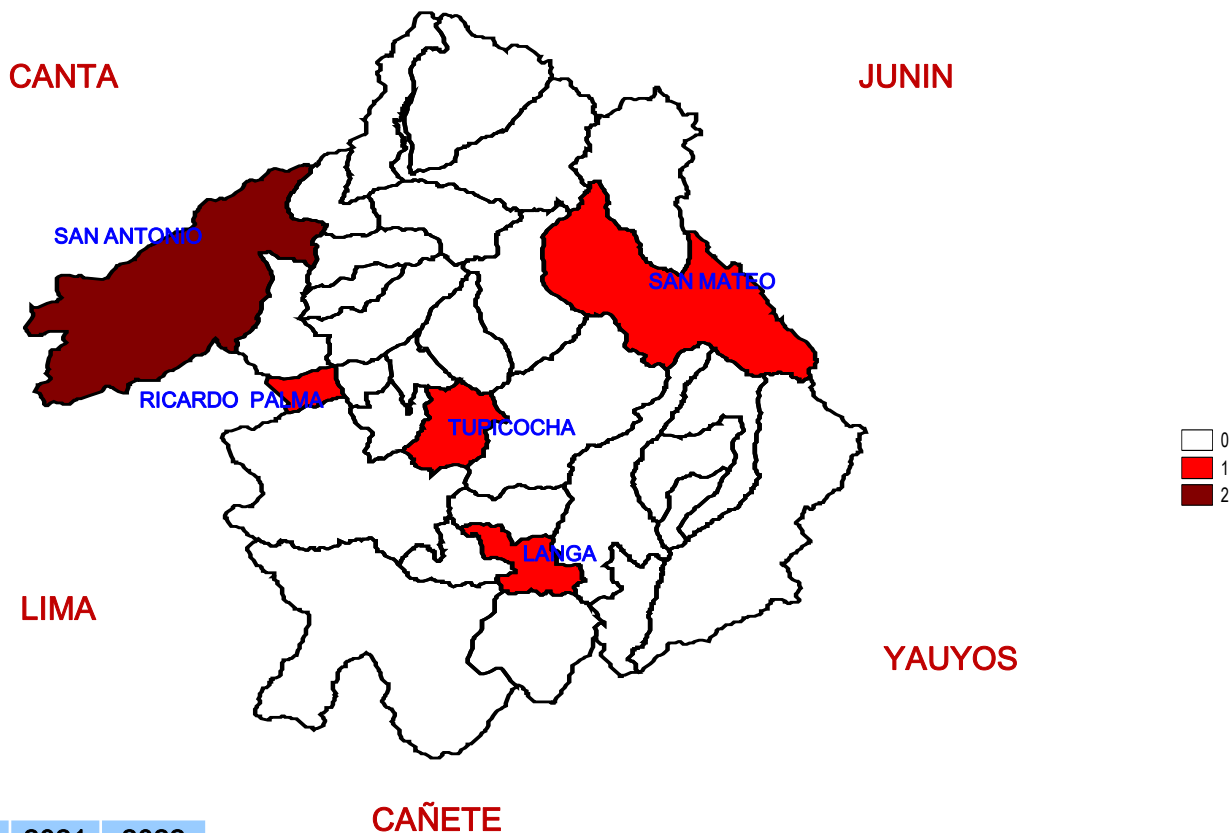 CANTA
JUNIN
SAN ANTONIO
SAN MATEO
RICARDO PALMA
TUPICOCHA
0
1
2
LANGA
LIMA
YAUYOS
CAÑETE